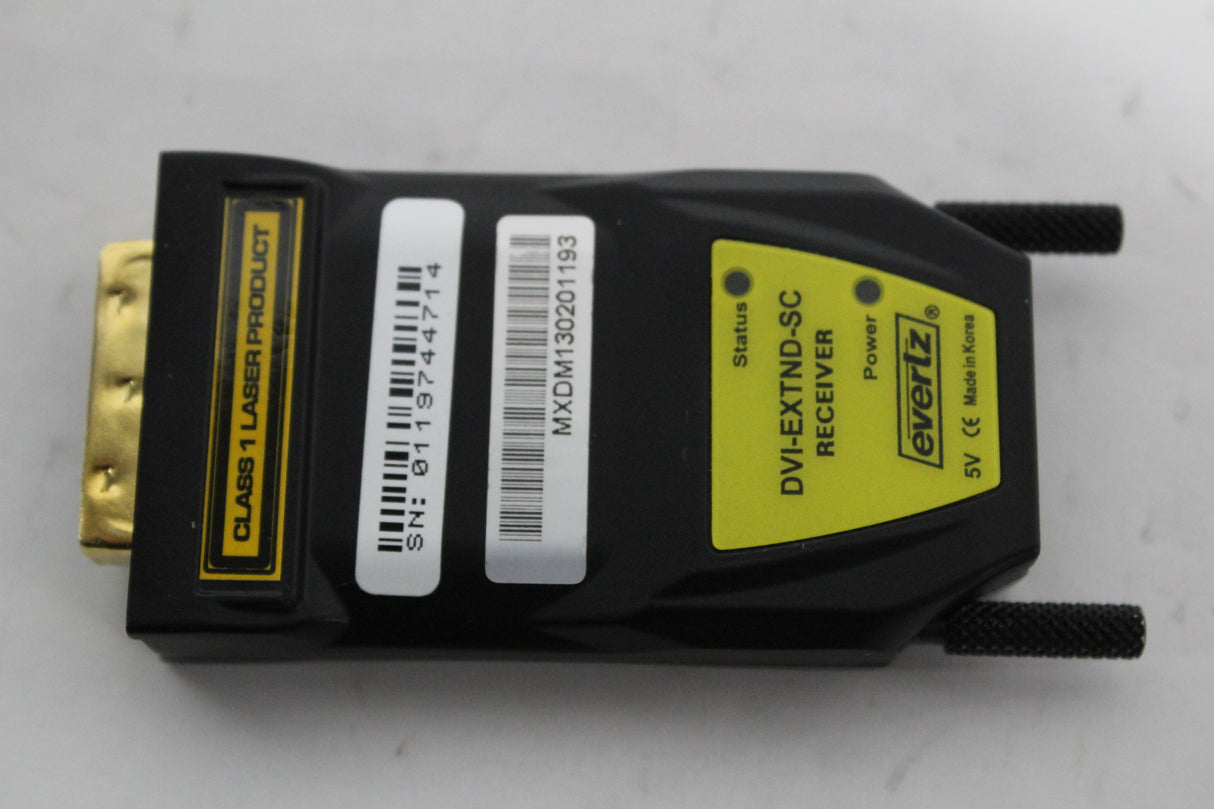 CLASS 1 LASER PRODUCT
SN: 0119744714
MXDM130201193
Status
DVI-EXTND-SC
RECEIVER
Power
evertz®
5V CE Made in Korea